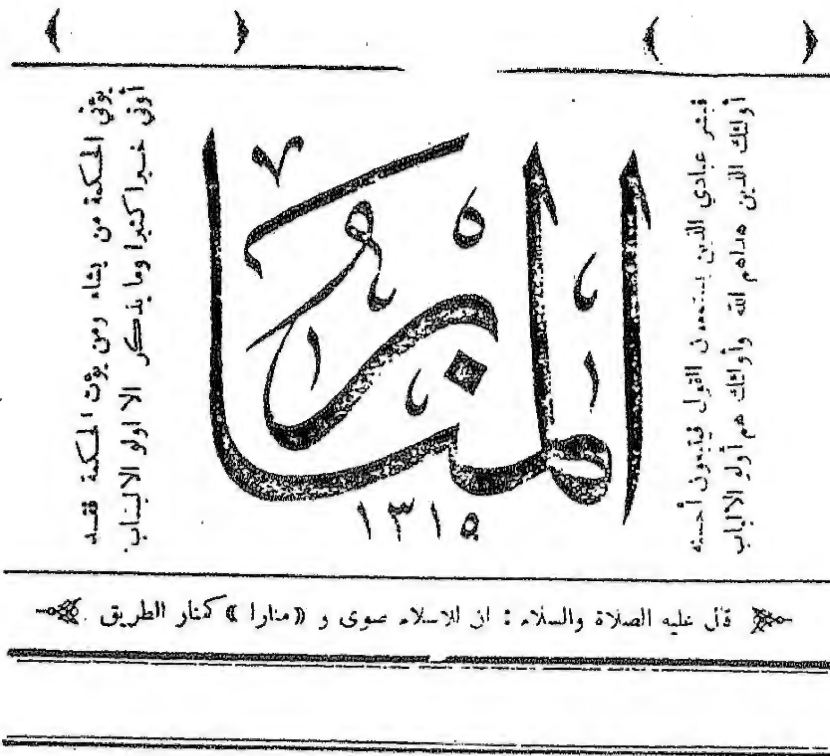 فبشر عبادي الذين يستمعون القول فيتبعون أحسنه
أولئك الذين هداهم الله وأولئك هم أولو الالباب
المنار
١٣١٥
يؤتي الحكمة من يشاء ومن يؤت الحكمة فقد
أوتي خيرا كثيرا وما يذكر الا اولو الالباب.
قال عليه الصلاة والسلام : ان للاسلام صوى و «منارا» كمنار الطريق